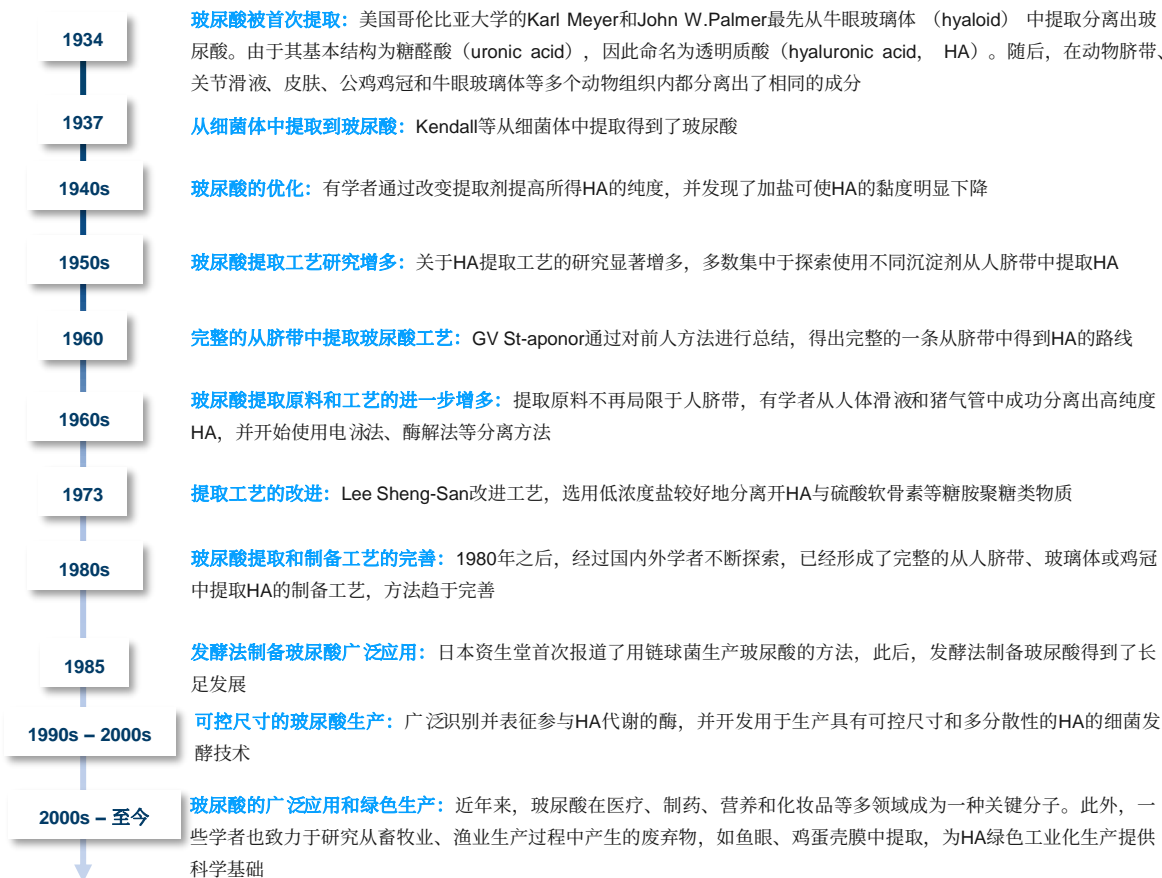 1934
玻尿酸被首次提取：美国哥伦比亚大学的Karl Meyer和John W.Palmer最先从牛眼玻璃体 （hyaloid） 中提取分离出玻
尿酸。由于其基本结构为糖醛酸（uronic acid），因此命名为透明质酸（hyaluronic acid， HA）。随后，在动物脐带、
关节滑液、皮肤、公鸡鸡冠和牛眼玻璃体等多个动物组织内都分离出了相同的成分
1937
从细菌体中提取到玻尿酸：Kendall等从细菌体中提取得到了玻尿酸
1940s
玻尿酸的优化：有学者通过改变提取剂提高所得HA的纯度，并发现了加盐可使HA的黏度明显下降
1950s
玻尿酸提取工艺研究增多：关于HA提取工艺的研究显著增多，多数集中于探索使用不同沉淀剂从人脐带中提取HA
1960
完整的从脐带中提取玻尿酸工艺：GV St-aponor通过对前人方法进行总结，得出完整的一条从脐带中得到HA的路线
1960s
玻尿酸提取原料和工艺的进一步增多：提取原料不再局限于人脐带，有学者从人体滑液和猪气管中成功分离出高纯度
HA，并开始使用电泳法、酶解法等分离方法
1973
提取工艺的改进：Lee Sheng-San改进工艺，选用低浓度盐较好地分离开HA与硫酸软骨素等糖胺聚糖类物质
1980s
玻尿酸提取和制备工艺的完善：1980年之后，经过国内外学者不断探索，已经形成了完整的从人脐带、玻璃体或鸡冠
中提取HA的制备工艺，方法趋于完善
1985
发酵法制备玻尿酸广泛应用：日本资生堂首次报道了用链球菌生产玻尿酸的方法，此后，发酵法制备玻尿酸得到了长
足发展
1990s – 2000s
可控尺寸的玻尿酸生产：广泛识别并表征参与HA代谢的酶，并开发用于生产具有可控尺寸和多分散性的HA的细菌发
酵技术
2000s – 至今
玻尿酸的广泛应用和绿色生产：近年来，玻尿酸在医疗、制药、营养和化妆品等多领域成为一种关键分子。此外，一
些学者也致力于研究从畜牧业、渔业生产过程中产生的废弃物，如鱼眼、鸡蛋壳膜中提取，为HA绿色工业化生产提供
科学基础